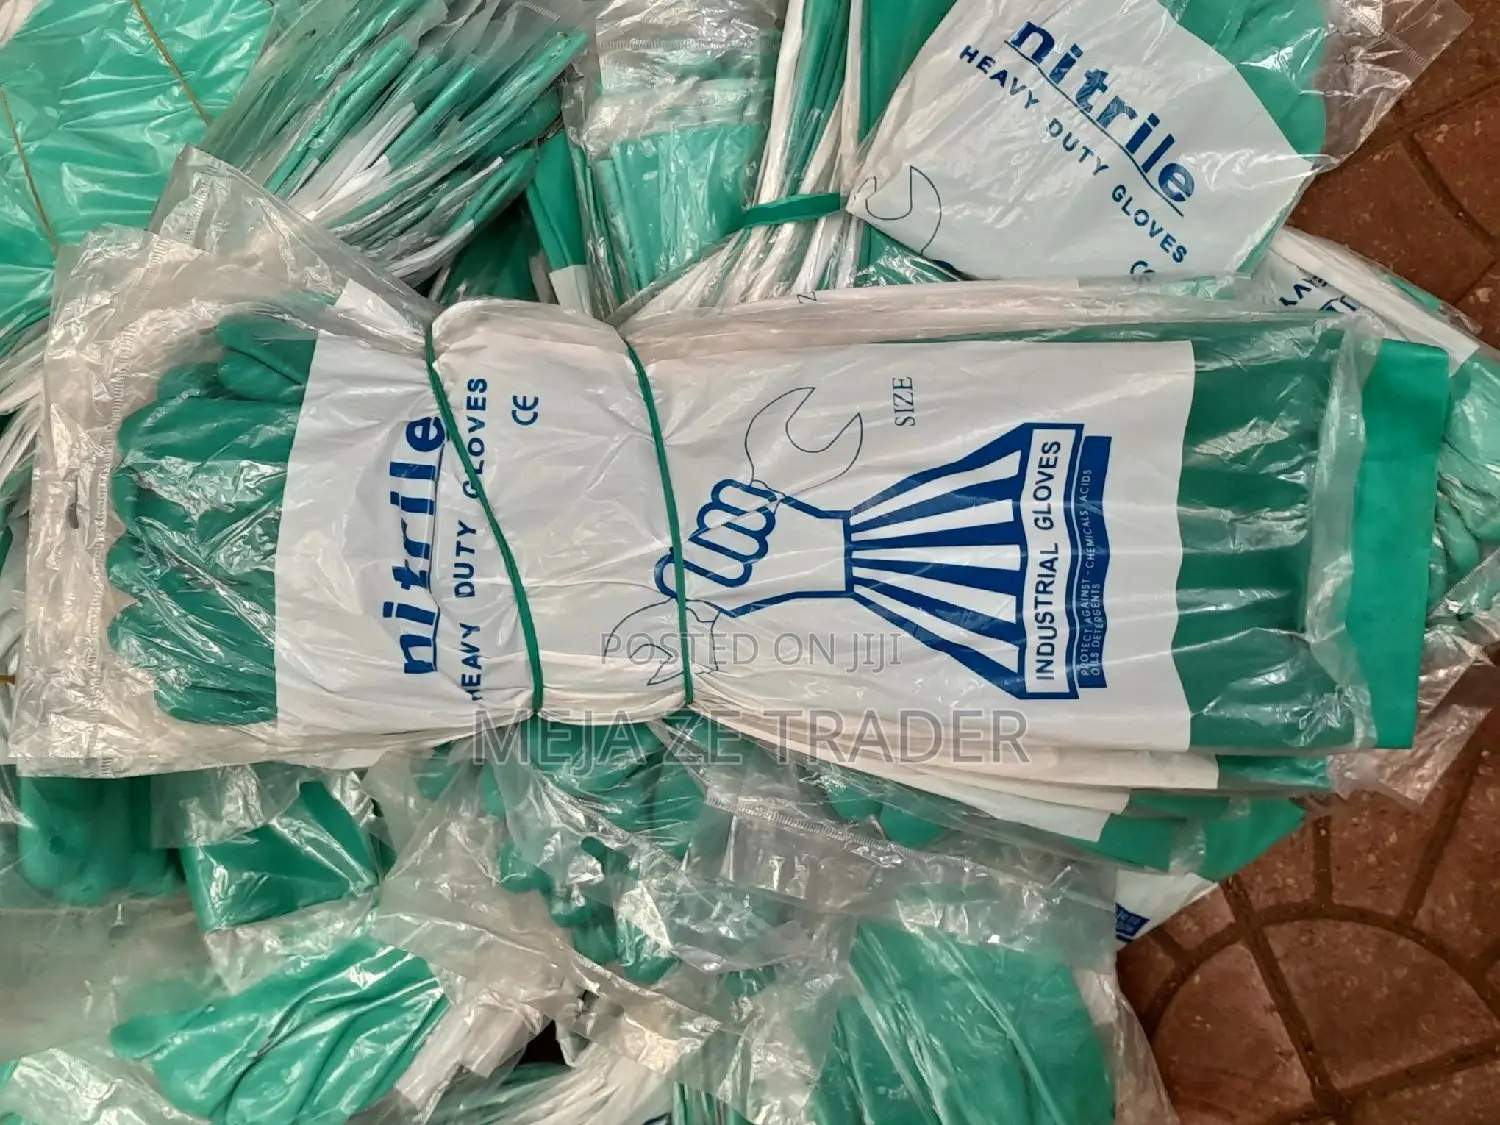 nitrile
HEAVY DUTY GLOVES
CE
nitrile
HEAVY DUTY GLOVES
CE
SIZE
INDUSTRIAL GLOVES
PROTECT AGAINST - CHEMICALS ACIDS
OILS DETERGENTS
POSTED ON JIJI
MEJA ZE TRADER